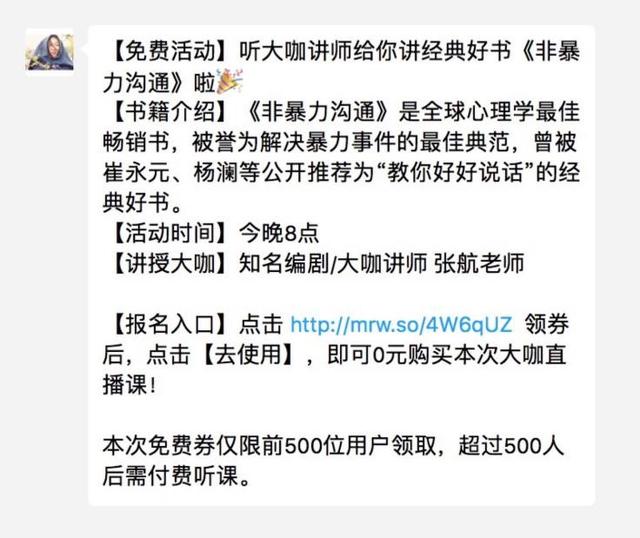 【免费活动】听大咖讲师给你讲经典好书《非暴
力沟通》啦🎉
【书籍介绍】《非暴力沟通》是全球心理学最佳
畅销书，被誉为解决暴力事件的最佳典范，曾被
崔永元、杨澜等公开推荐为“教你好好说话”的经
典好书。
【活动时间】今晚8点
【讲授大咖】知名编剧/大咖讲师 张航老师
【报名入口】点击 http://mrw.so/4W6qUZ 领券
后，点击【去使用】，即可0元购买本次大咖直
播课!
本次免费券仅限前500位用户领取，超过500人
后需付费听课。